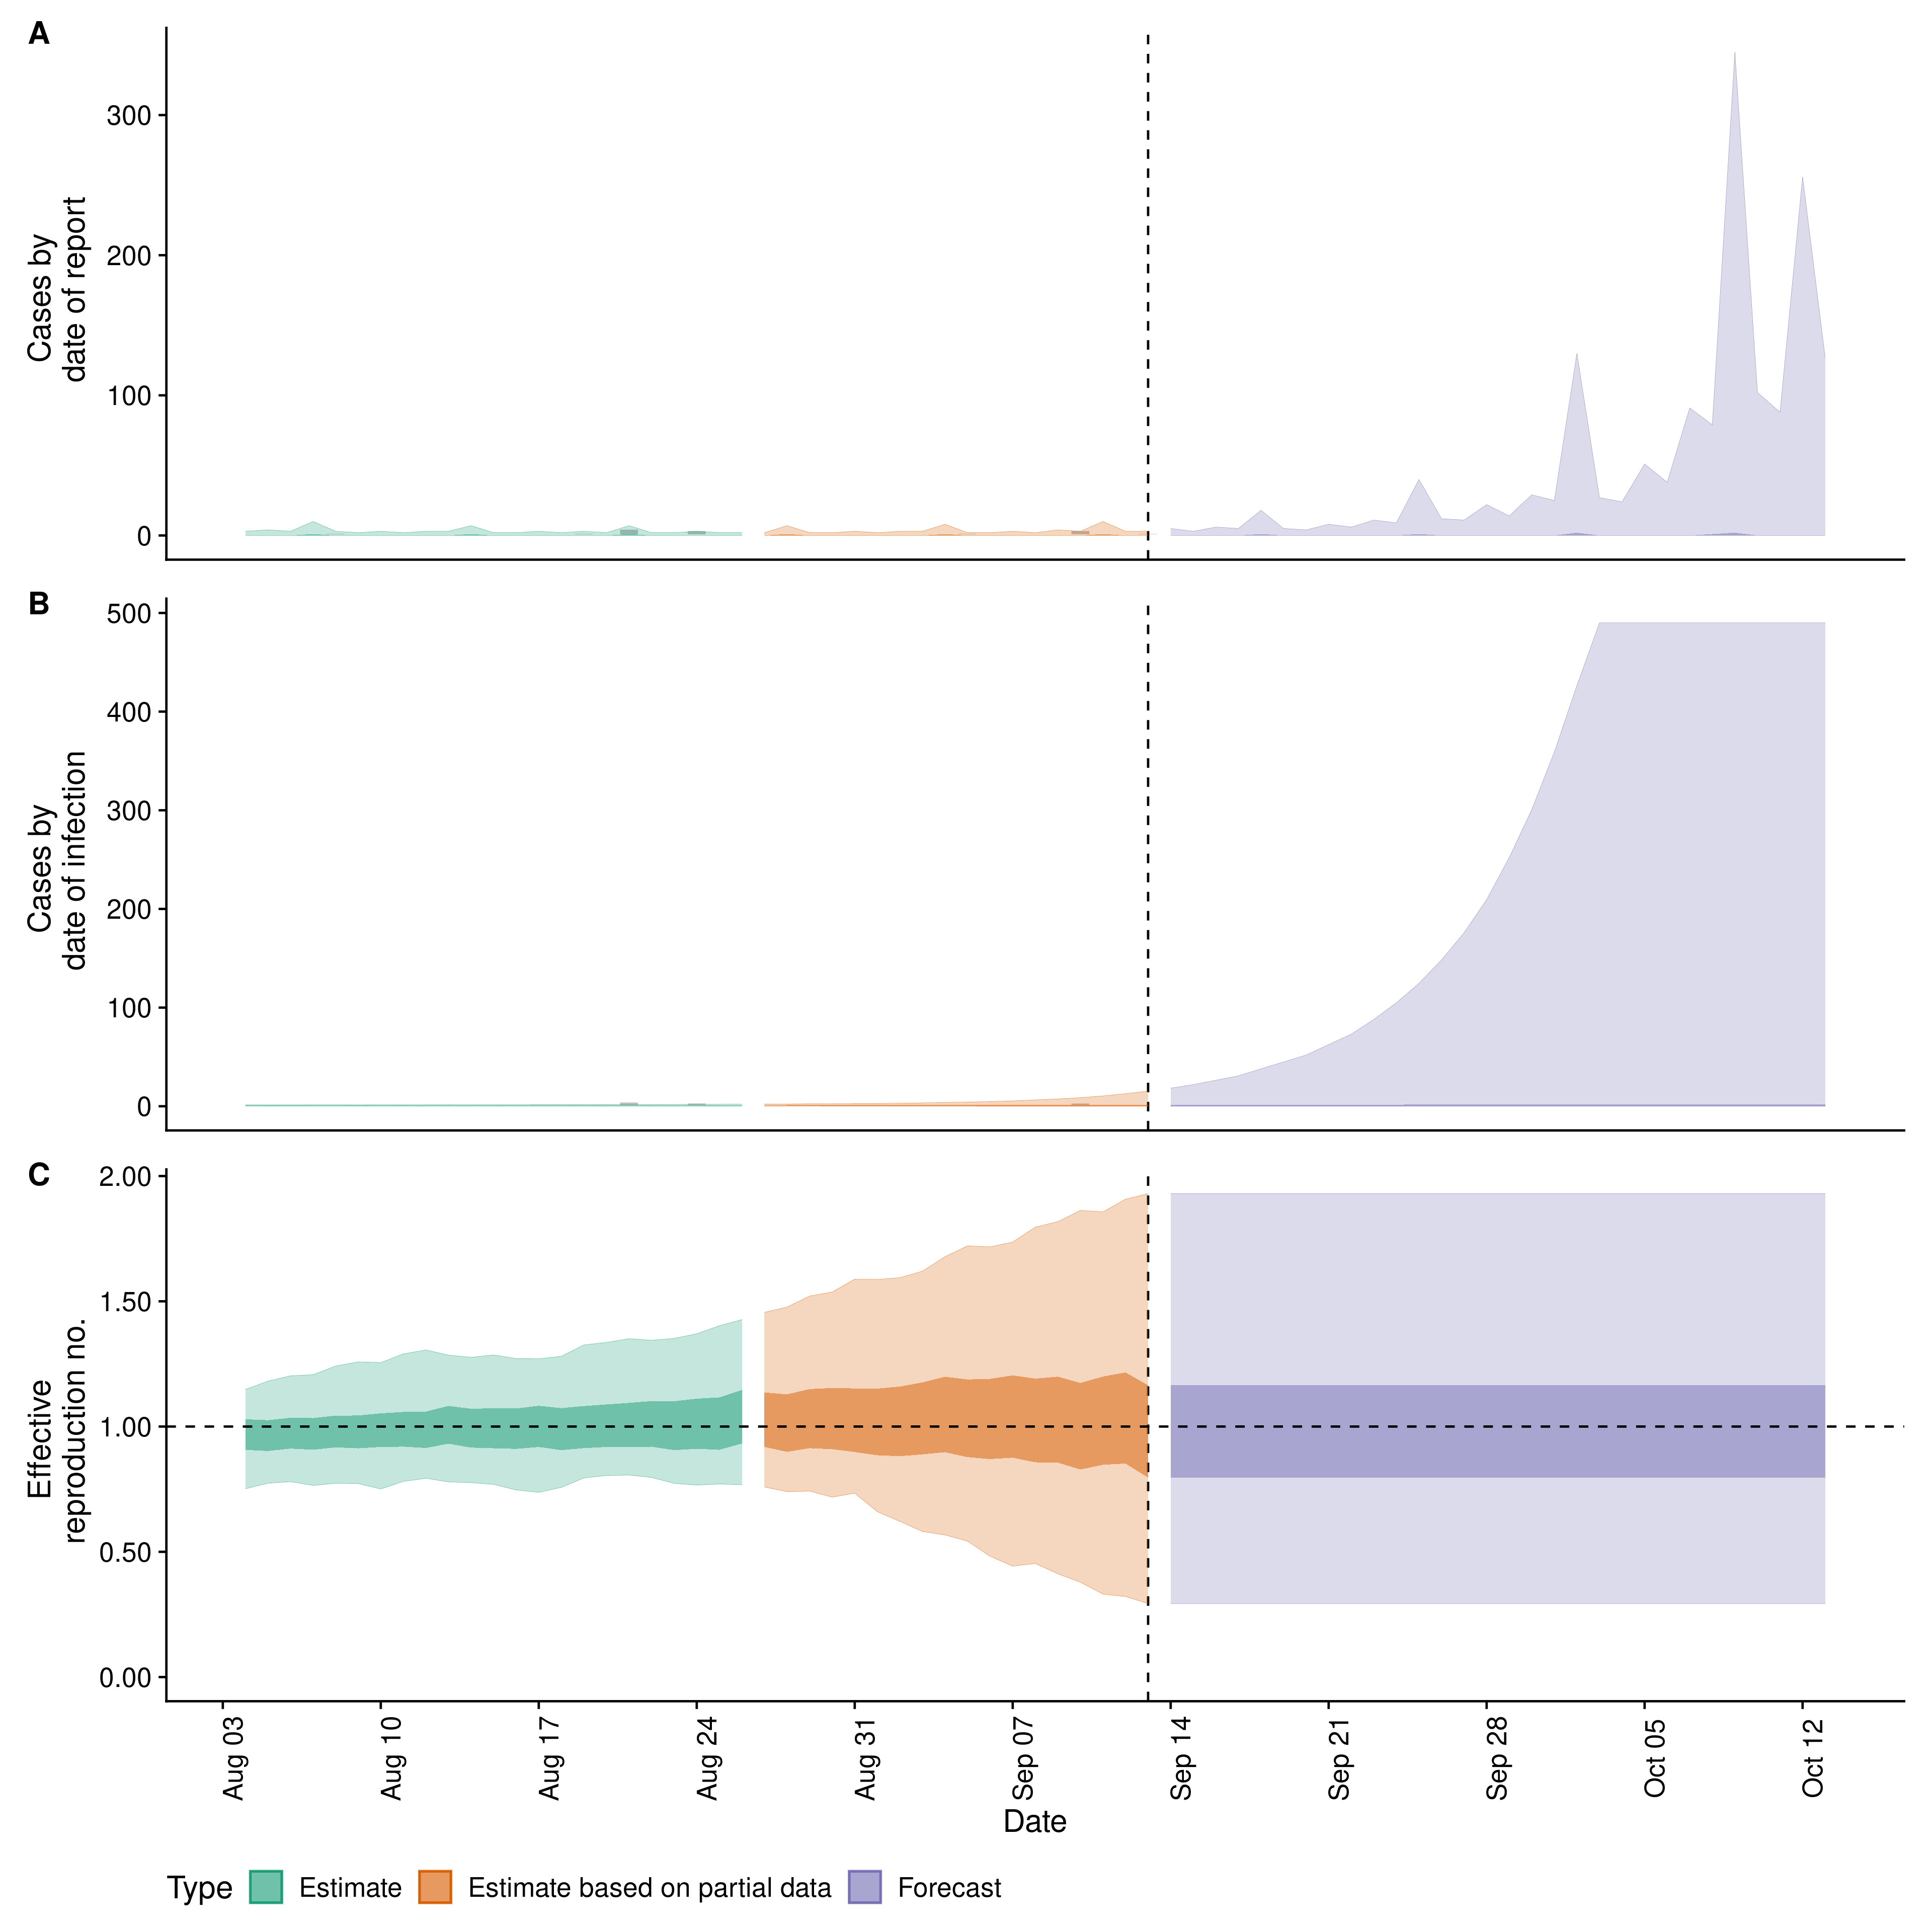 A
Cases by
date of report
300
200
100
0
B
Cases by
date of infection
500
400
300
200
100
0
C
Effective
reproduction no.
2.00
1.50
1.00
0.50
0.00
Aug 03
Aug 10
Aug 17
Aug 24
Aug 31
Sep 07
Sep 14
Sep 21
Sep 28
Oct 05
Oct 12
Date
Type Estimate Estimate based on partial data Forecast